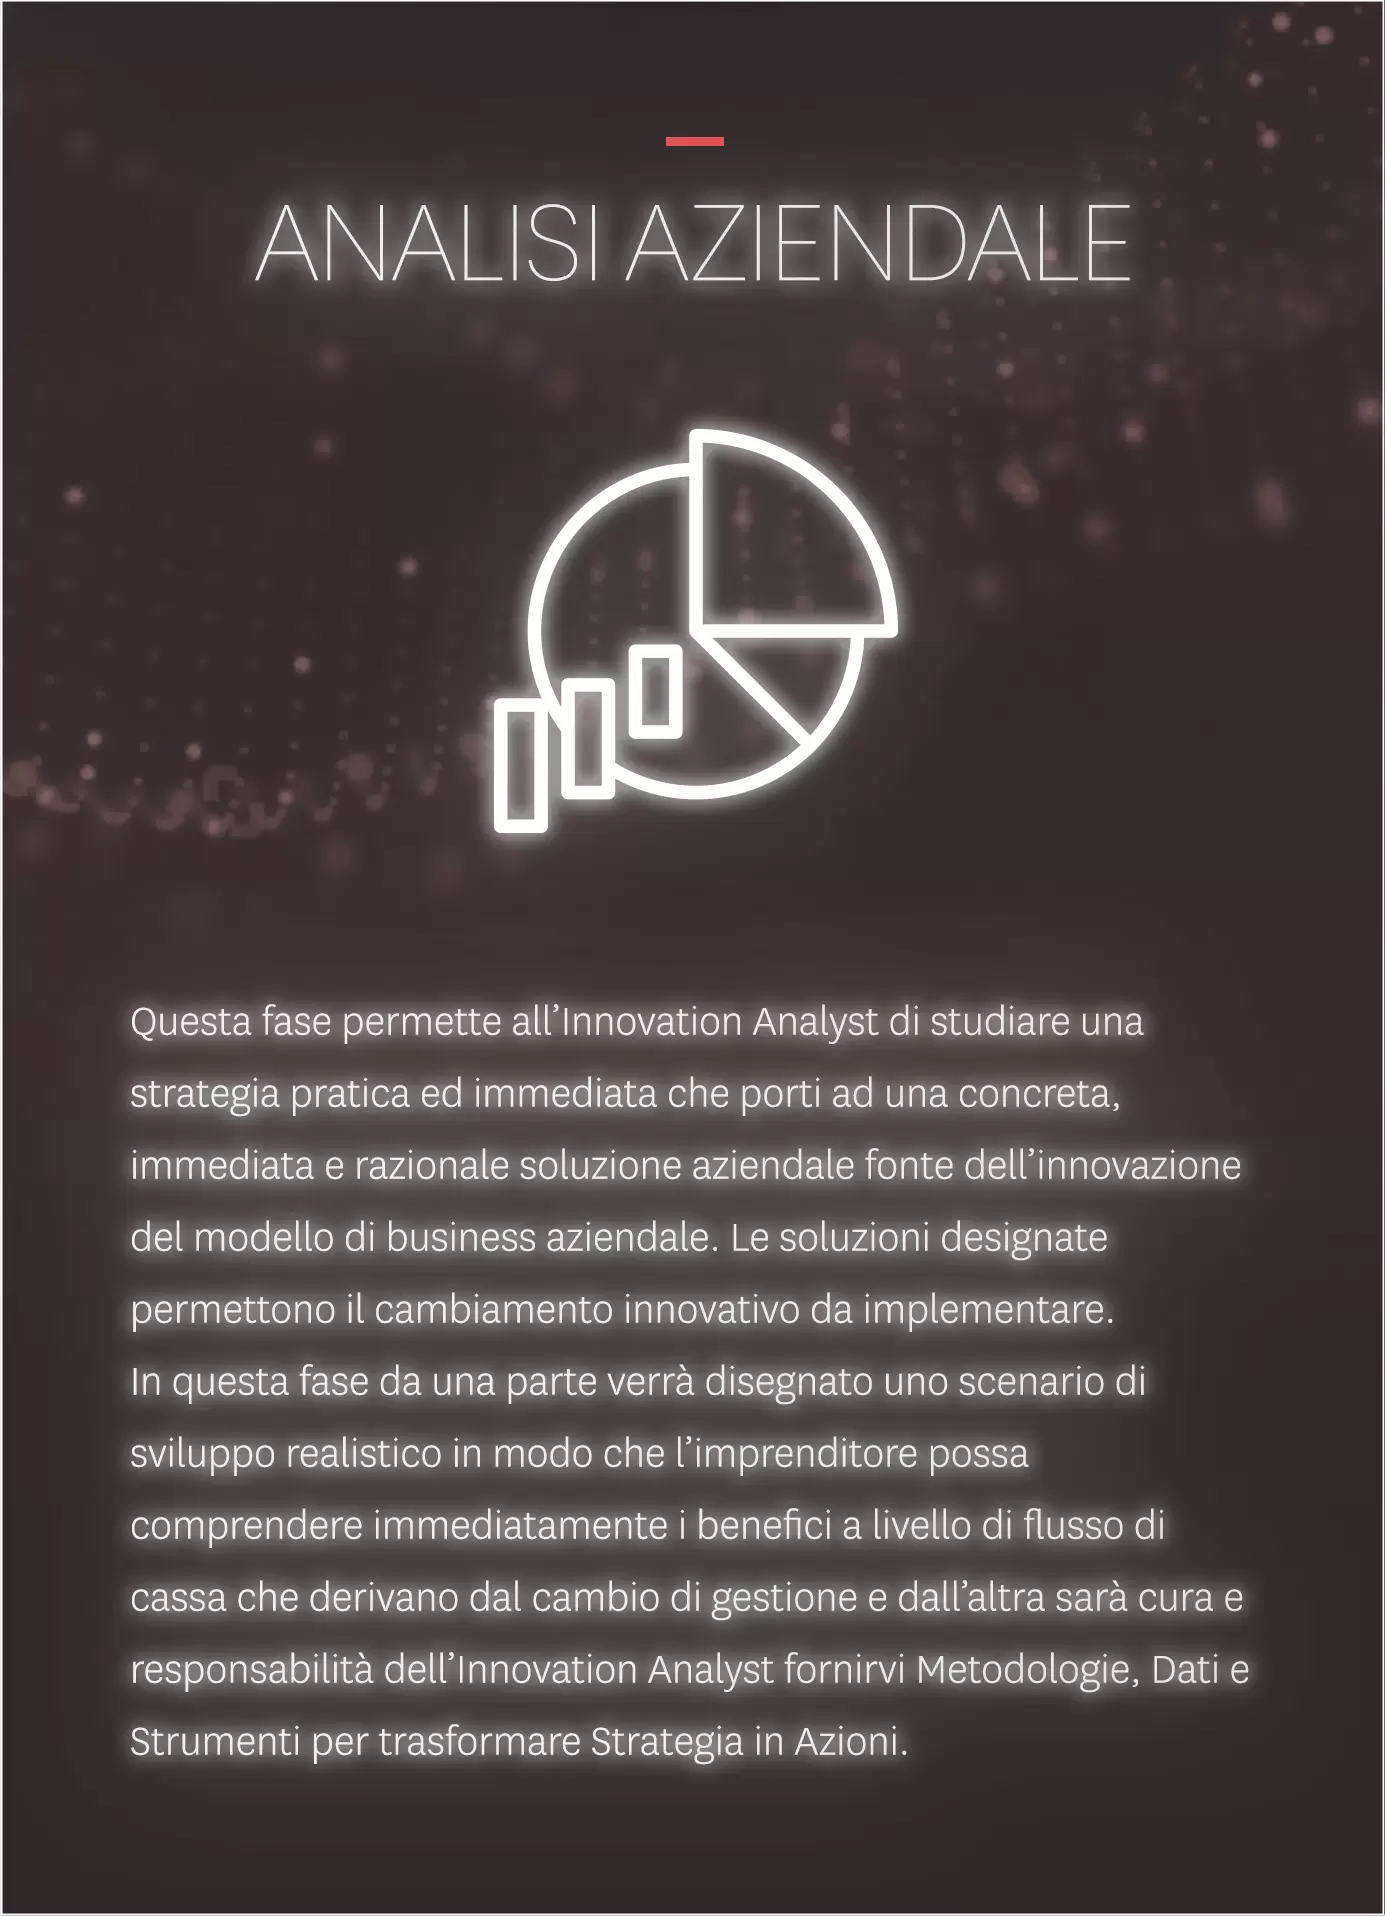 ANALISI AZIENDALE
Questa fase permette all’Innovation Analyst di studiare una
strategia pratica ed immediata che porti ad una concreta,
immediata e razionale soluzione aziendale fonte dell’innovazione
del modello di business aziendale. Le soluzioni designate
permettono il cambiamento innovativo da implementare.
In questa fase da una parte verrà disegnato uno scenario di
sviluppo realistico in modo che l’imprenditore possa
comprendere immediatamente i benefici a livello di flusso di
cassa che derivano dal cambio di gestione e dall’altra sarà cura e
responsabilità dell’Innovation Analyst fornirvi Metodologie, Dati e
Strumenti per trasformare Strategia in Azioni.